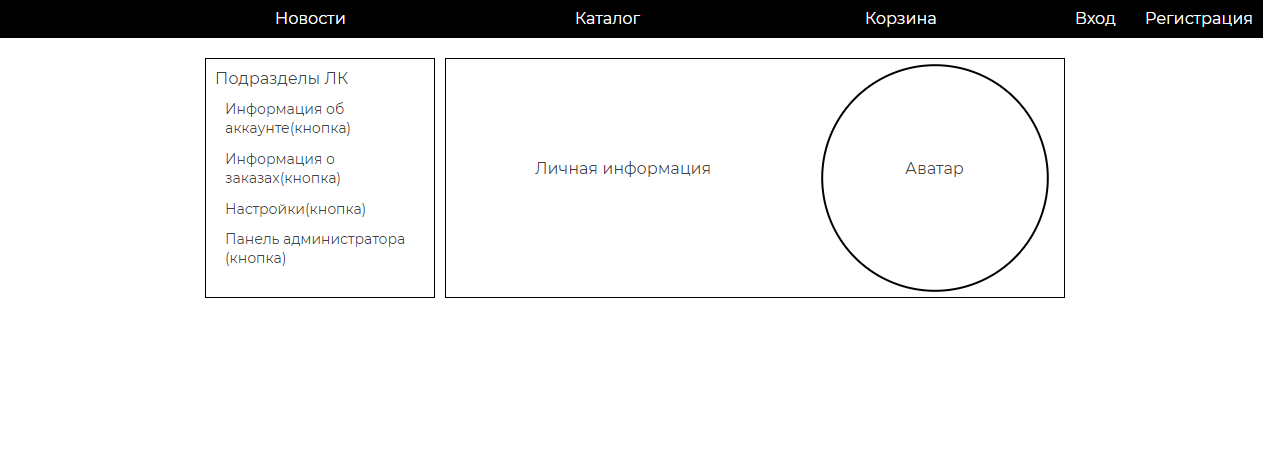 Новости Каталог Корзина Вход Регистрация
Подразделы ЛК
Информация об
аккаунте(кнопка)
Информация о
заказах(кнопка)
Настройки(кнопка)
Панель администратора
(кнопка)
Личная информация
Аватар